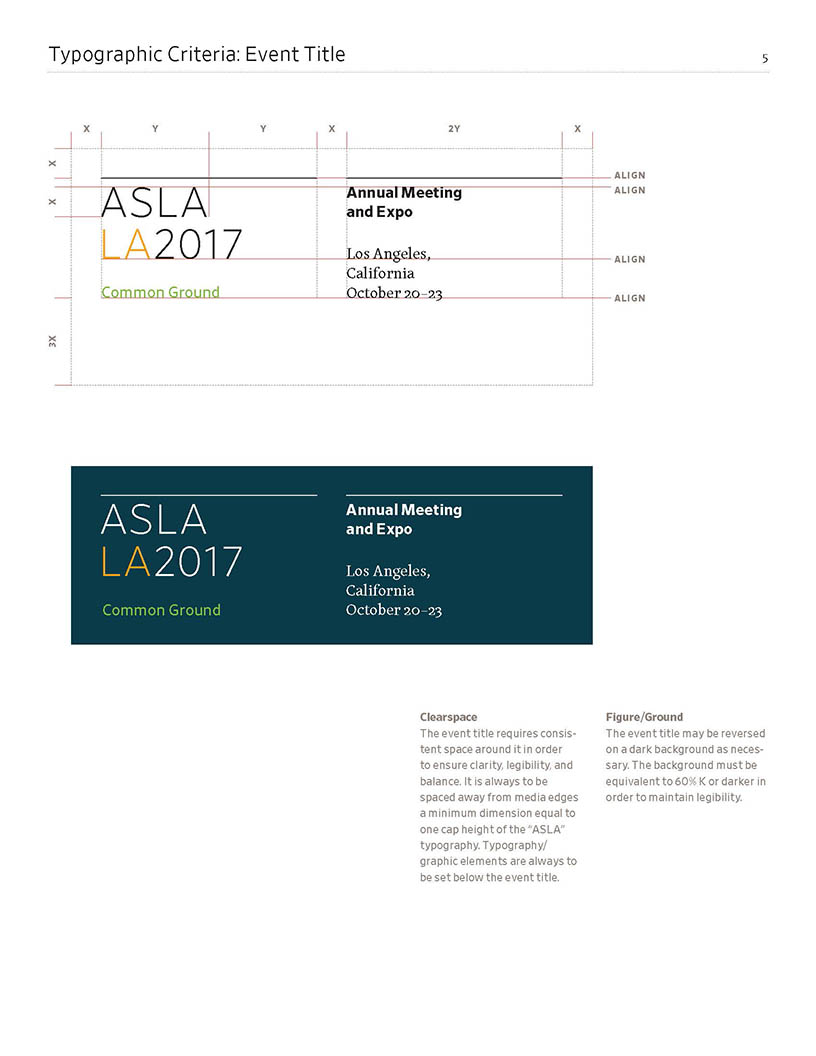 Typographic Criteria: Event Title
5
X Y Y X 2Y X
X
X
3X
ALIGN
ALIGN
ALIGN
ALIGN
ASLA
LA2017
Common Ground
Annual Meeting
and Expo
Los Angeles,
California
October 20–23
ASLA
LA2017
Common Ground
Annual Meeting
and Expo
Los Angeles,
California
October 20–23
Clearspace
The event title requires consis-
tent space around it in order
to ensure clarity, legibility, and
balance. It is always to be
spaced away from media edges
a minimum dimension equal to
one cap height of the “ASLA”
typography. Typography/
graphic elements are always to
be set below the event title.
Figure/Ground
The event title may be reversed
on a dark background as neces-
sary. The background must be
equivalent to 60% K or darker in
order to maintain legibility.